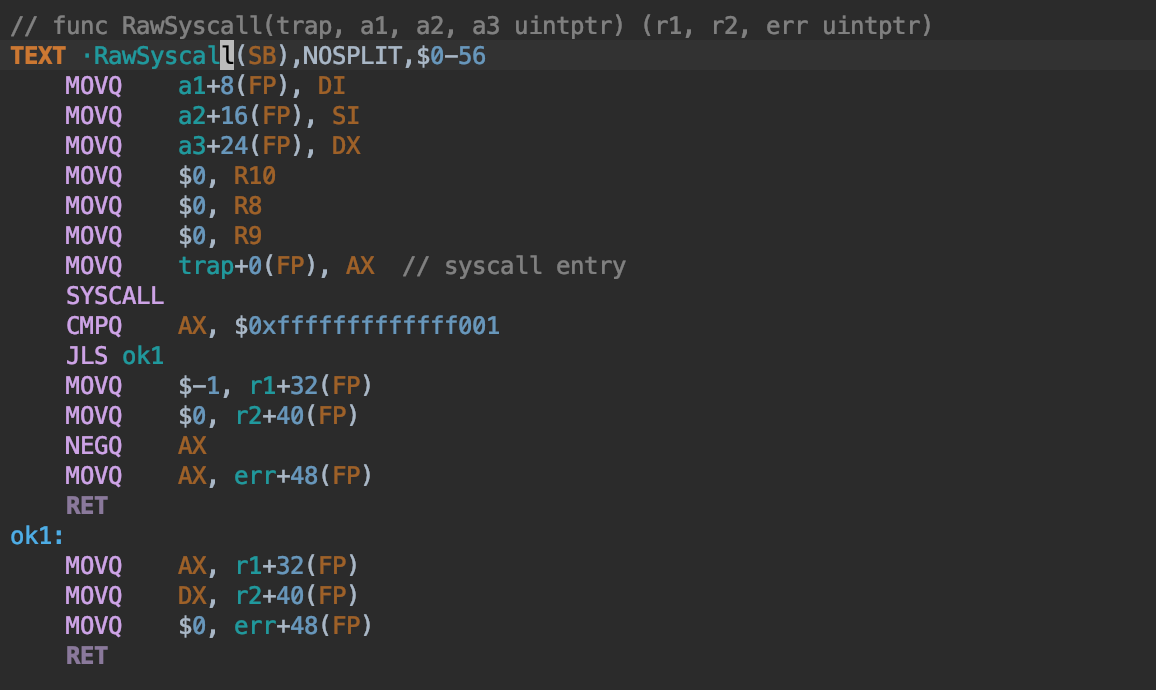 // func RawSyscall(trap, a1, a2, a3 uintptr) (r1, r2, err uintptr)
TEXT ·RawSyscall(SB),NOSPLIT,$0-56
    MOVQ    a1+8(FP), DI
    MOVQ    a2+16(FP), SI
    MOVQ    a3+24(FP), DX
    MOVQ    $0, R10
    MOVQ    $0, R8
    MOVQ    $0, R9
    MOVQ    trap+0(FP), AX  // syscall entry
    SYSCALL
    CMPQ    AX, $0xfffffffffffff001
    JLS ok1
    MOVQ    $-1, r1+32(FP)
    MOVQ    $0, r2+40(FP)
    NEGQ    AX
    MOVQ    AX, err+48(FP)
    RET
ok1:
    MOVQ    AX, r1+32(FP)
    MOVQ    DX, r2+40(FP)
    MOVQ    $0, err+48(FP)
    RET